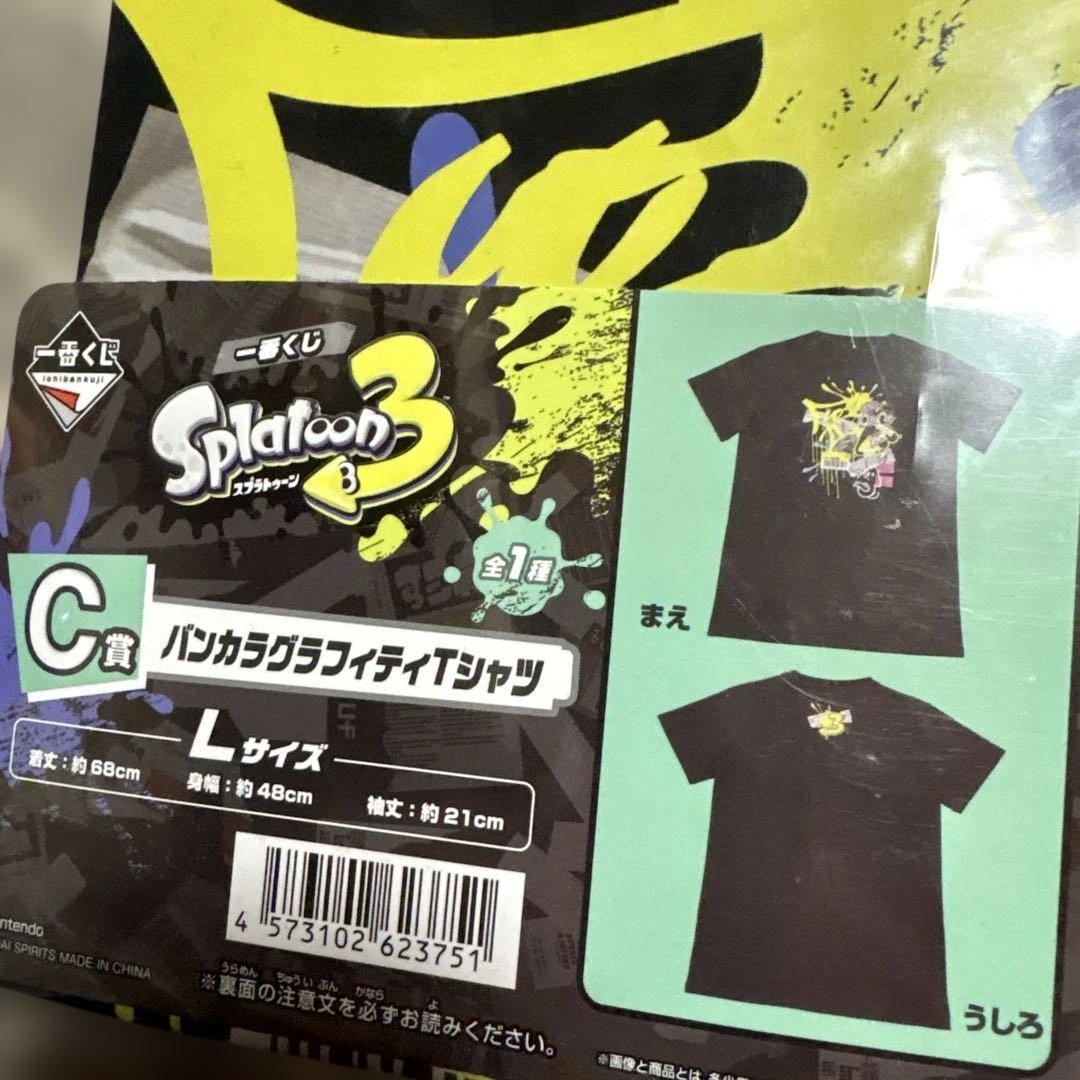 一番くじ
ichibankuji
一番くじ
Splatoon3
スプラトゥーン
3
全1種
C賞
バンカラグラフィティTシャツ
Lサイズ
着丈：約68cm
身幅：約48cm
袖丈：約21cm
4 573102 623751
ntendo
AI SPIRITS MADE IN CHINA
うらめん ちゅういぶん かなら よ
※裏面の注意文を必ずお読みください。
まえ
うしろ
※画像と商品とは